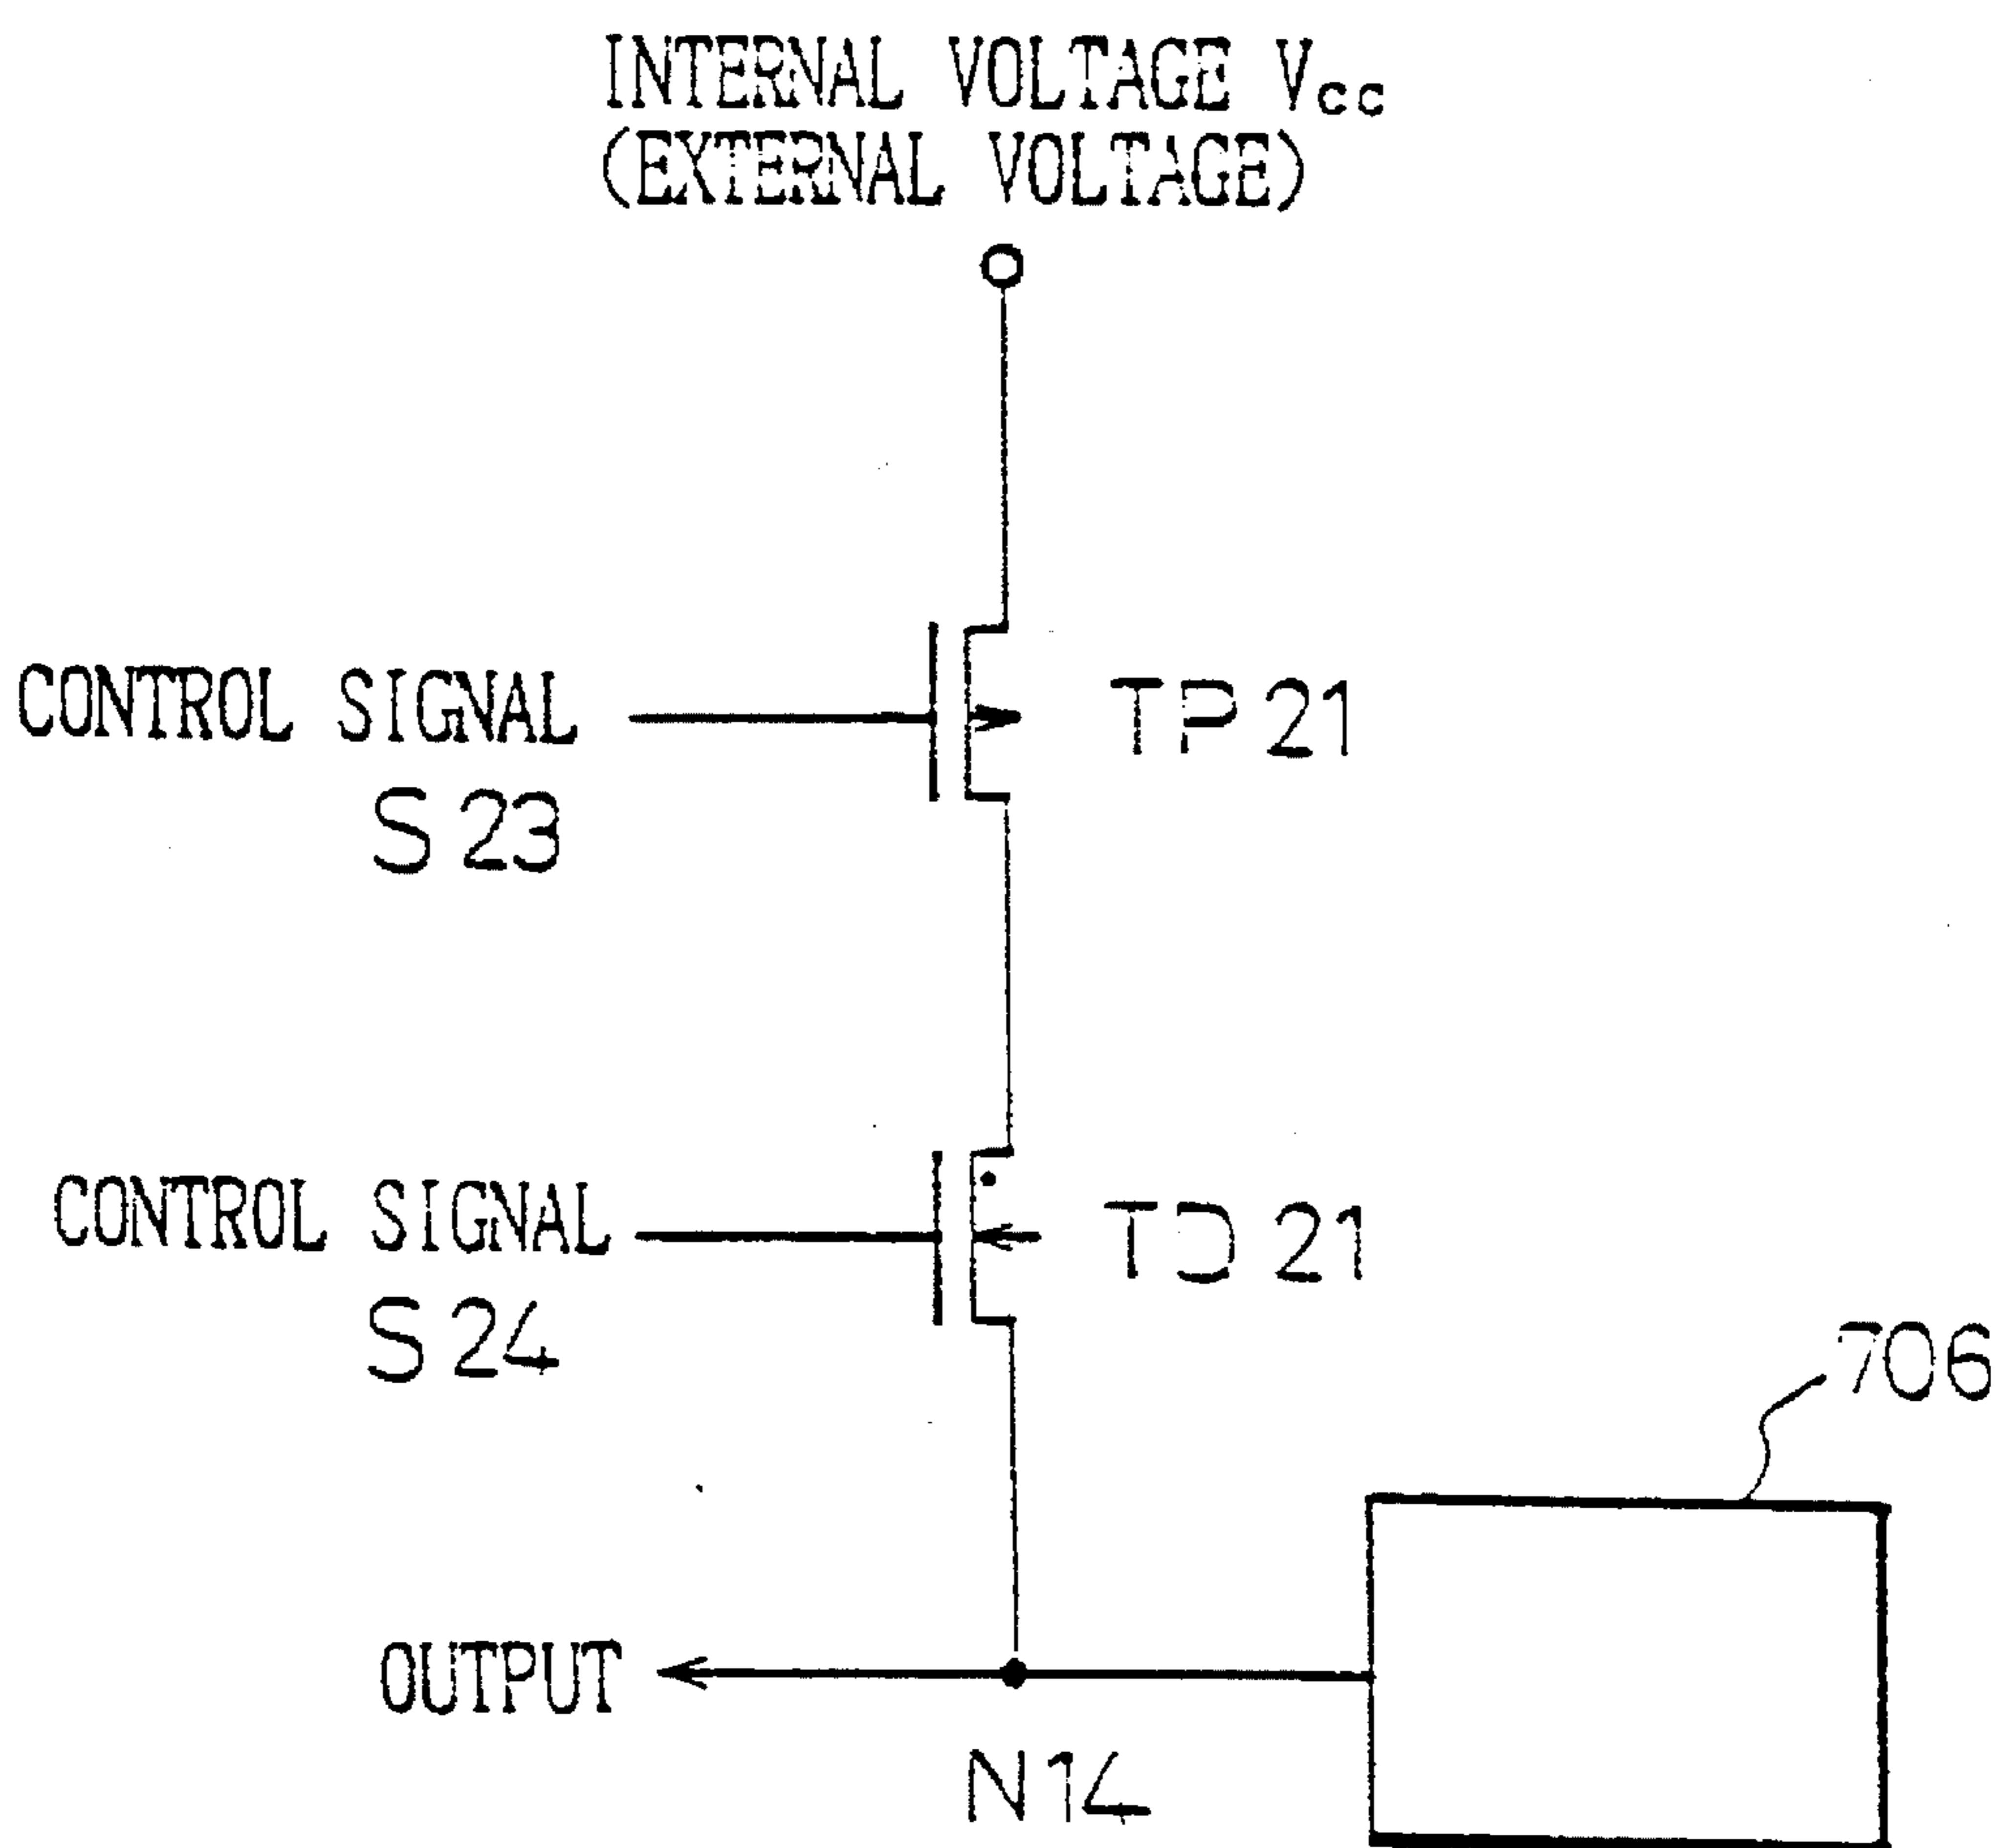 INTERNAL VOLTAGE Vcc
(EXTERNAL VOLTAGE)
CONTROL SIGNAL
S23
TP21
CONTROL SIGNAL
S24
TD21
706
OUTPUT
N14